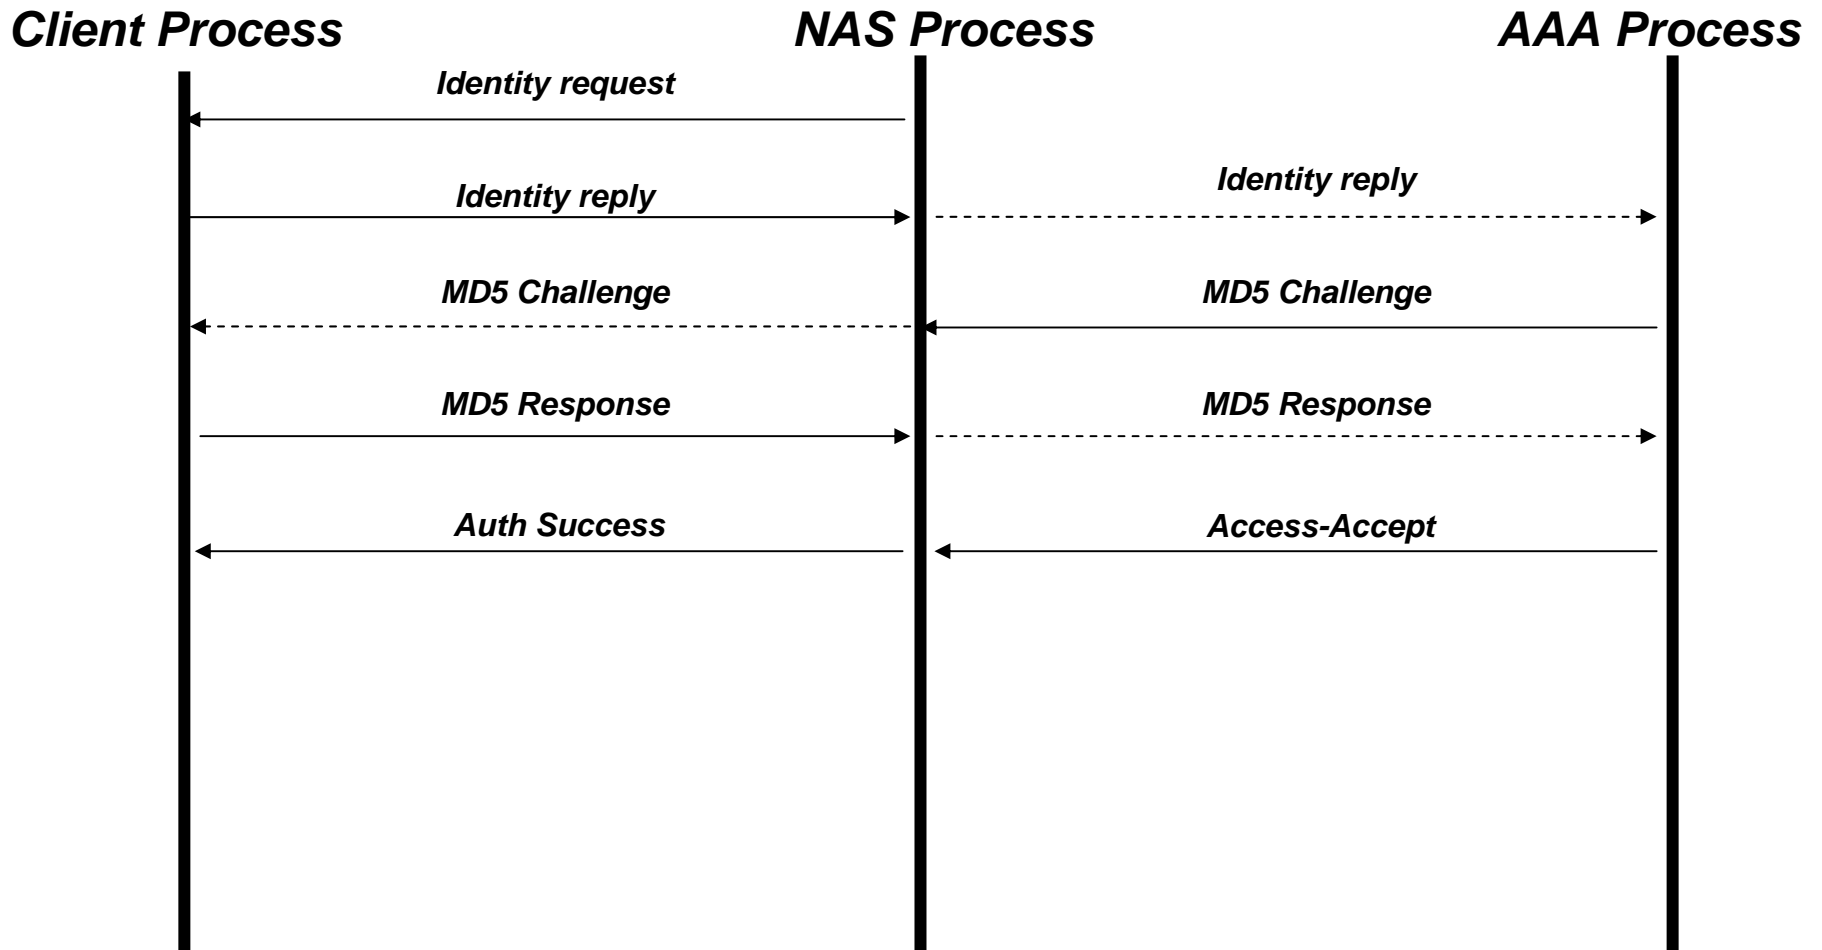 Client Process
NAS Process
AAA Process
Identity request
Identity reply
Identity reply
MD5 Challenge
MD5 Challenge
MD5 Response
MD5 Response
Auth Success
Access-Accept